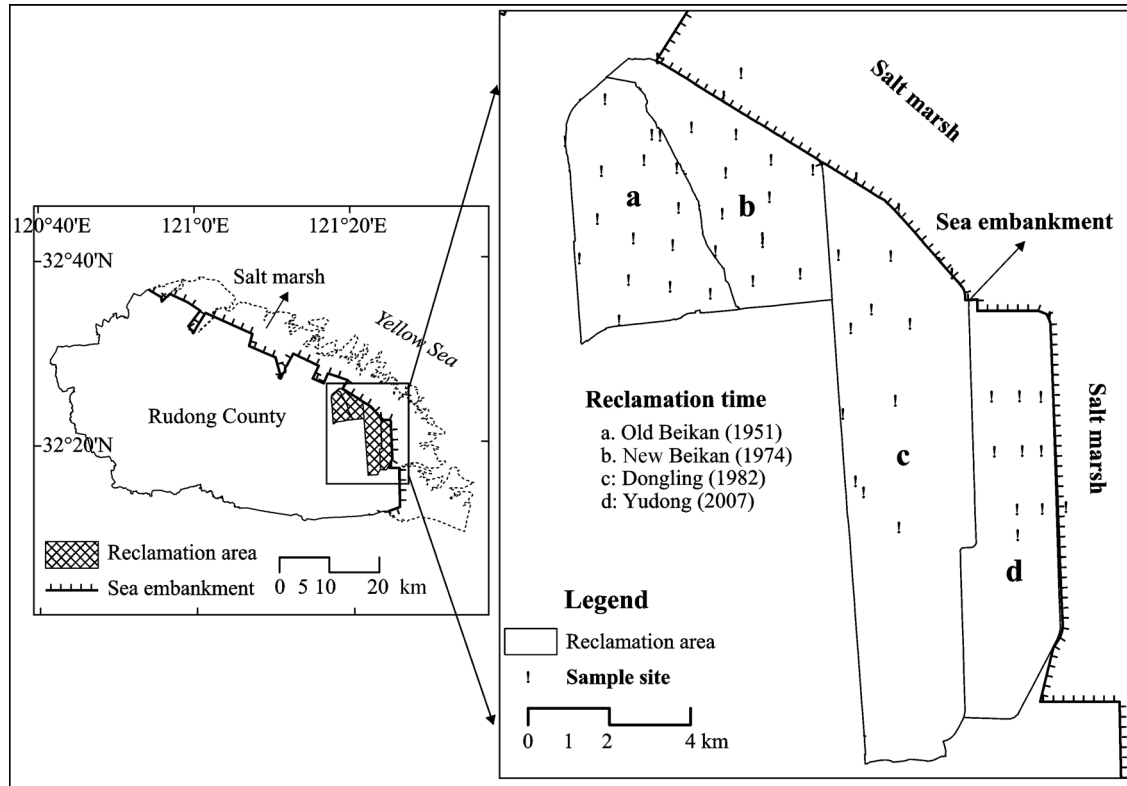 120°40'E
121°0'E
121°20'E
32°40'N
Salt marsh
Yellow Sea
Rudong County
32°20'N
Reclamation area
Sea embankment
0 5 10 20 km
Salt marsh
a
b
Sea embankment
Reclamation time
a. Old Beikan (1951)
b. New Beikan (1974)
c: Dongling (1982)
d: Yudong (2007)
c
Salt marsh
d
Legend
Reclamation area
Sample site
0 1 2 4 km